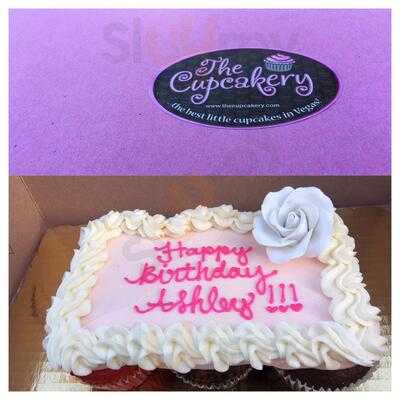 The
Cupcakery
www.thecupcakery.com
the best little cupcakes in Vegas!
Happy
Birthday
Ashley !!!